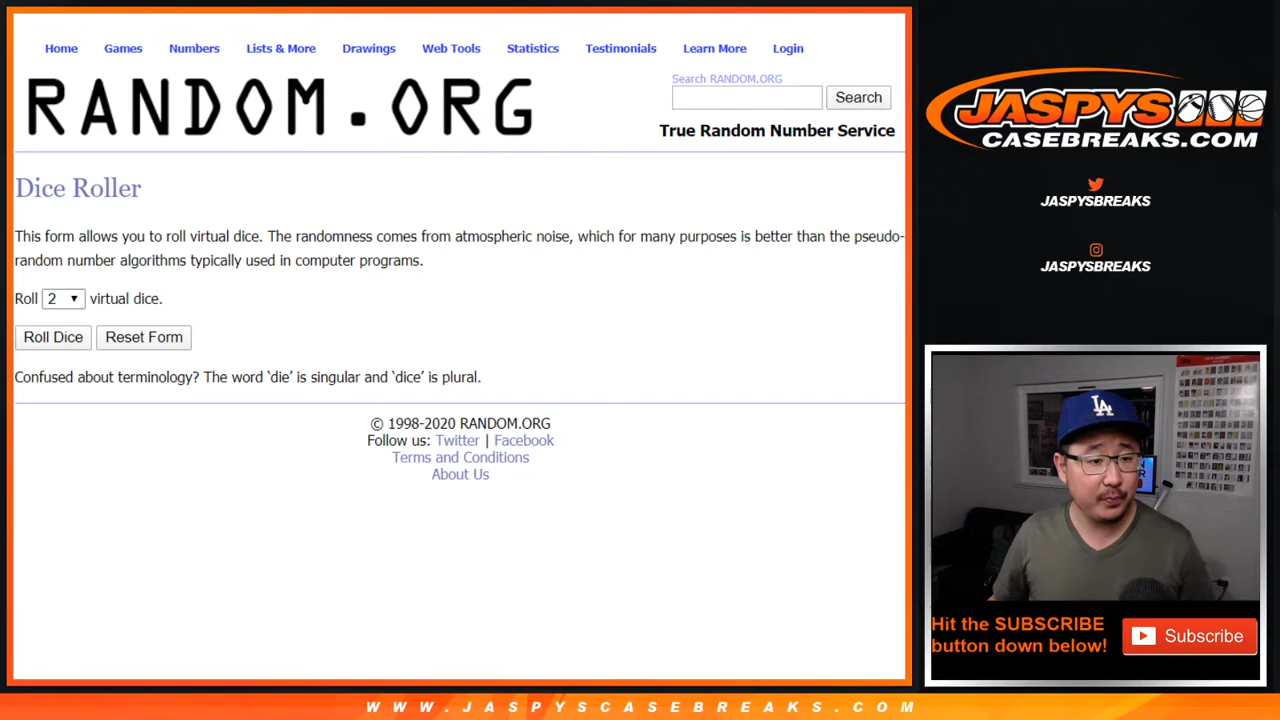 Home Games Numbers Lists & More Drawings Web Tools Statistics Testimonials Learn More Login
RANDOM.ORG
Search RANDOM.ORG
Search
True Random Number Service
Dice Roller
This form allows you to roll virtual dice. The randomness comes from atmospheric noise, which for many purposes is better than the pseudo-
random number algorithms typically used in computer programs.
Roll 2 virtual dice.
Roll Dice Reset Form
Confused about terminology? The word ‘die’ is singular and ‘dice’ is plural.
© 1998-2020 RANDOM.ORG
Follow us: Twitter | Facebook
Terms and Conditions
About Us
JASPYS
CASEBREAKS.COM
JASPYSBREAKS
JASPYSBREAKS
LA
Hit the SUBSCRIBE
button down below!
Subscribe
WWW.JASPYSCASEBREAKS.COM